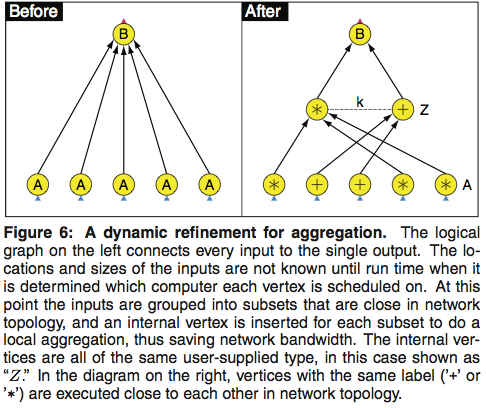 Before
After
B
B
k
*
+
Z
A
A
A
A
A
*
+
+
*
*
A
Figure 6: A dynamic refinement for aggregation. The logical
graph on the left connects every input to the single output. The lo-
cations and sizes of the inputs are not known until run time when it
is determined which computer each vertex is scheduled on. At this
point the inputs are grouped into subsets that are close in network
topology, and an internal vertex is inserted for each subset to do a
local aggregation, thus saving network bandwidth. The internal ver-
tices are all of the same user-supplied type, in this case shown as
“Z.” In the diagram on the right, vertices with the same label (’+’ or
’*’) are executed close to each other in network topology.